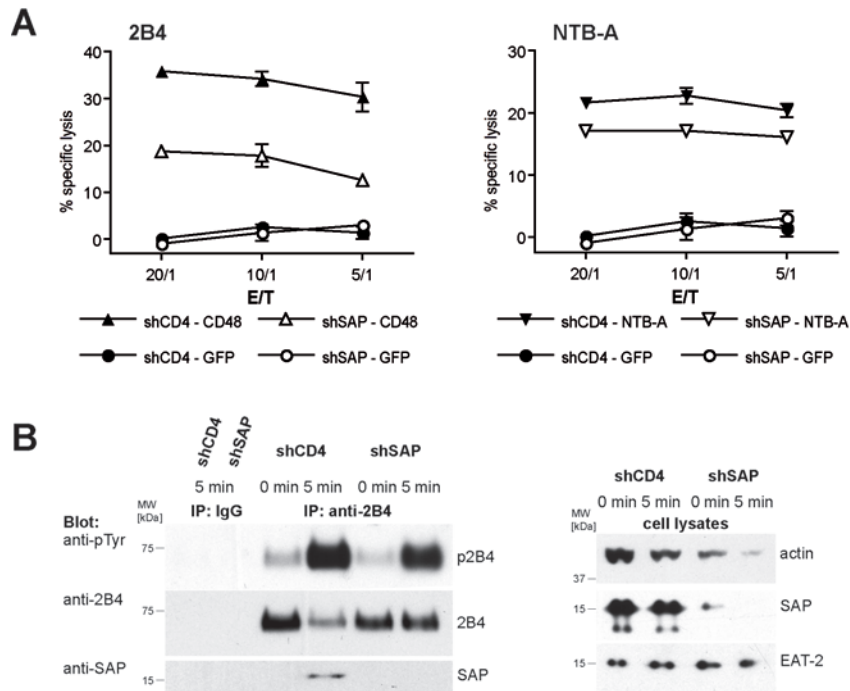 A
2B4
NTB-A
% specific lysis
40
30
20
10
0
20/1 10/1 5/1
E/T
% specific lysis
30
20
10
0
20/1 10/1 5/1
E/T
shCD4 - CD48 shSAP - CD48
shCD4 - GFP shSAP - GFP
shCD4 - NTB-A shSAP - NTB-A
shCD4 - GFP shSAP - GFP
B
shCD4 shSAP
shCD4 shSAP
5 min 0 min 5 min 0 min 5 min
MW
[kDa]
IP: IgG IP: anti-2B4
Blot:
anti-pTyr 75 p2B4
anti-2B4 75 2B4
anti-SAP 15 SAP
shCD4 shSAP
0 min 5 min 0 min 5 min
MW
[kDa]
cell lysates
actin
37
15 SAP
15 EAT-2